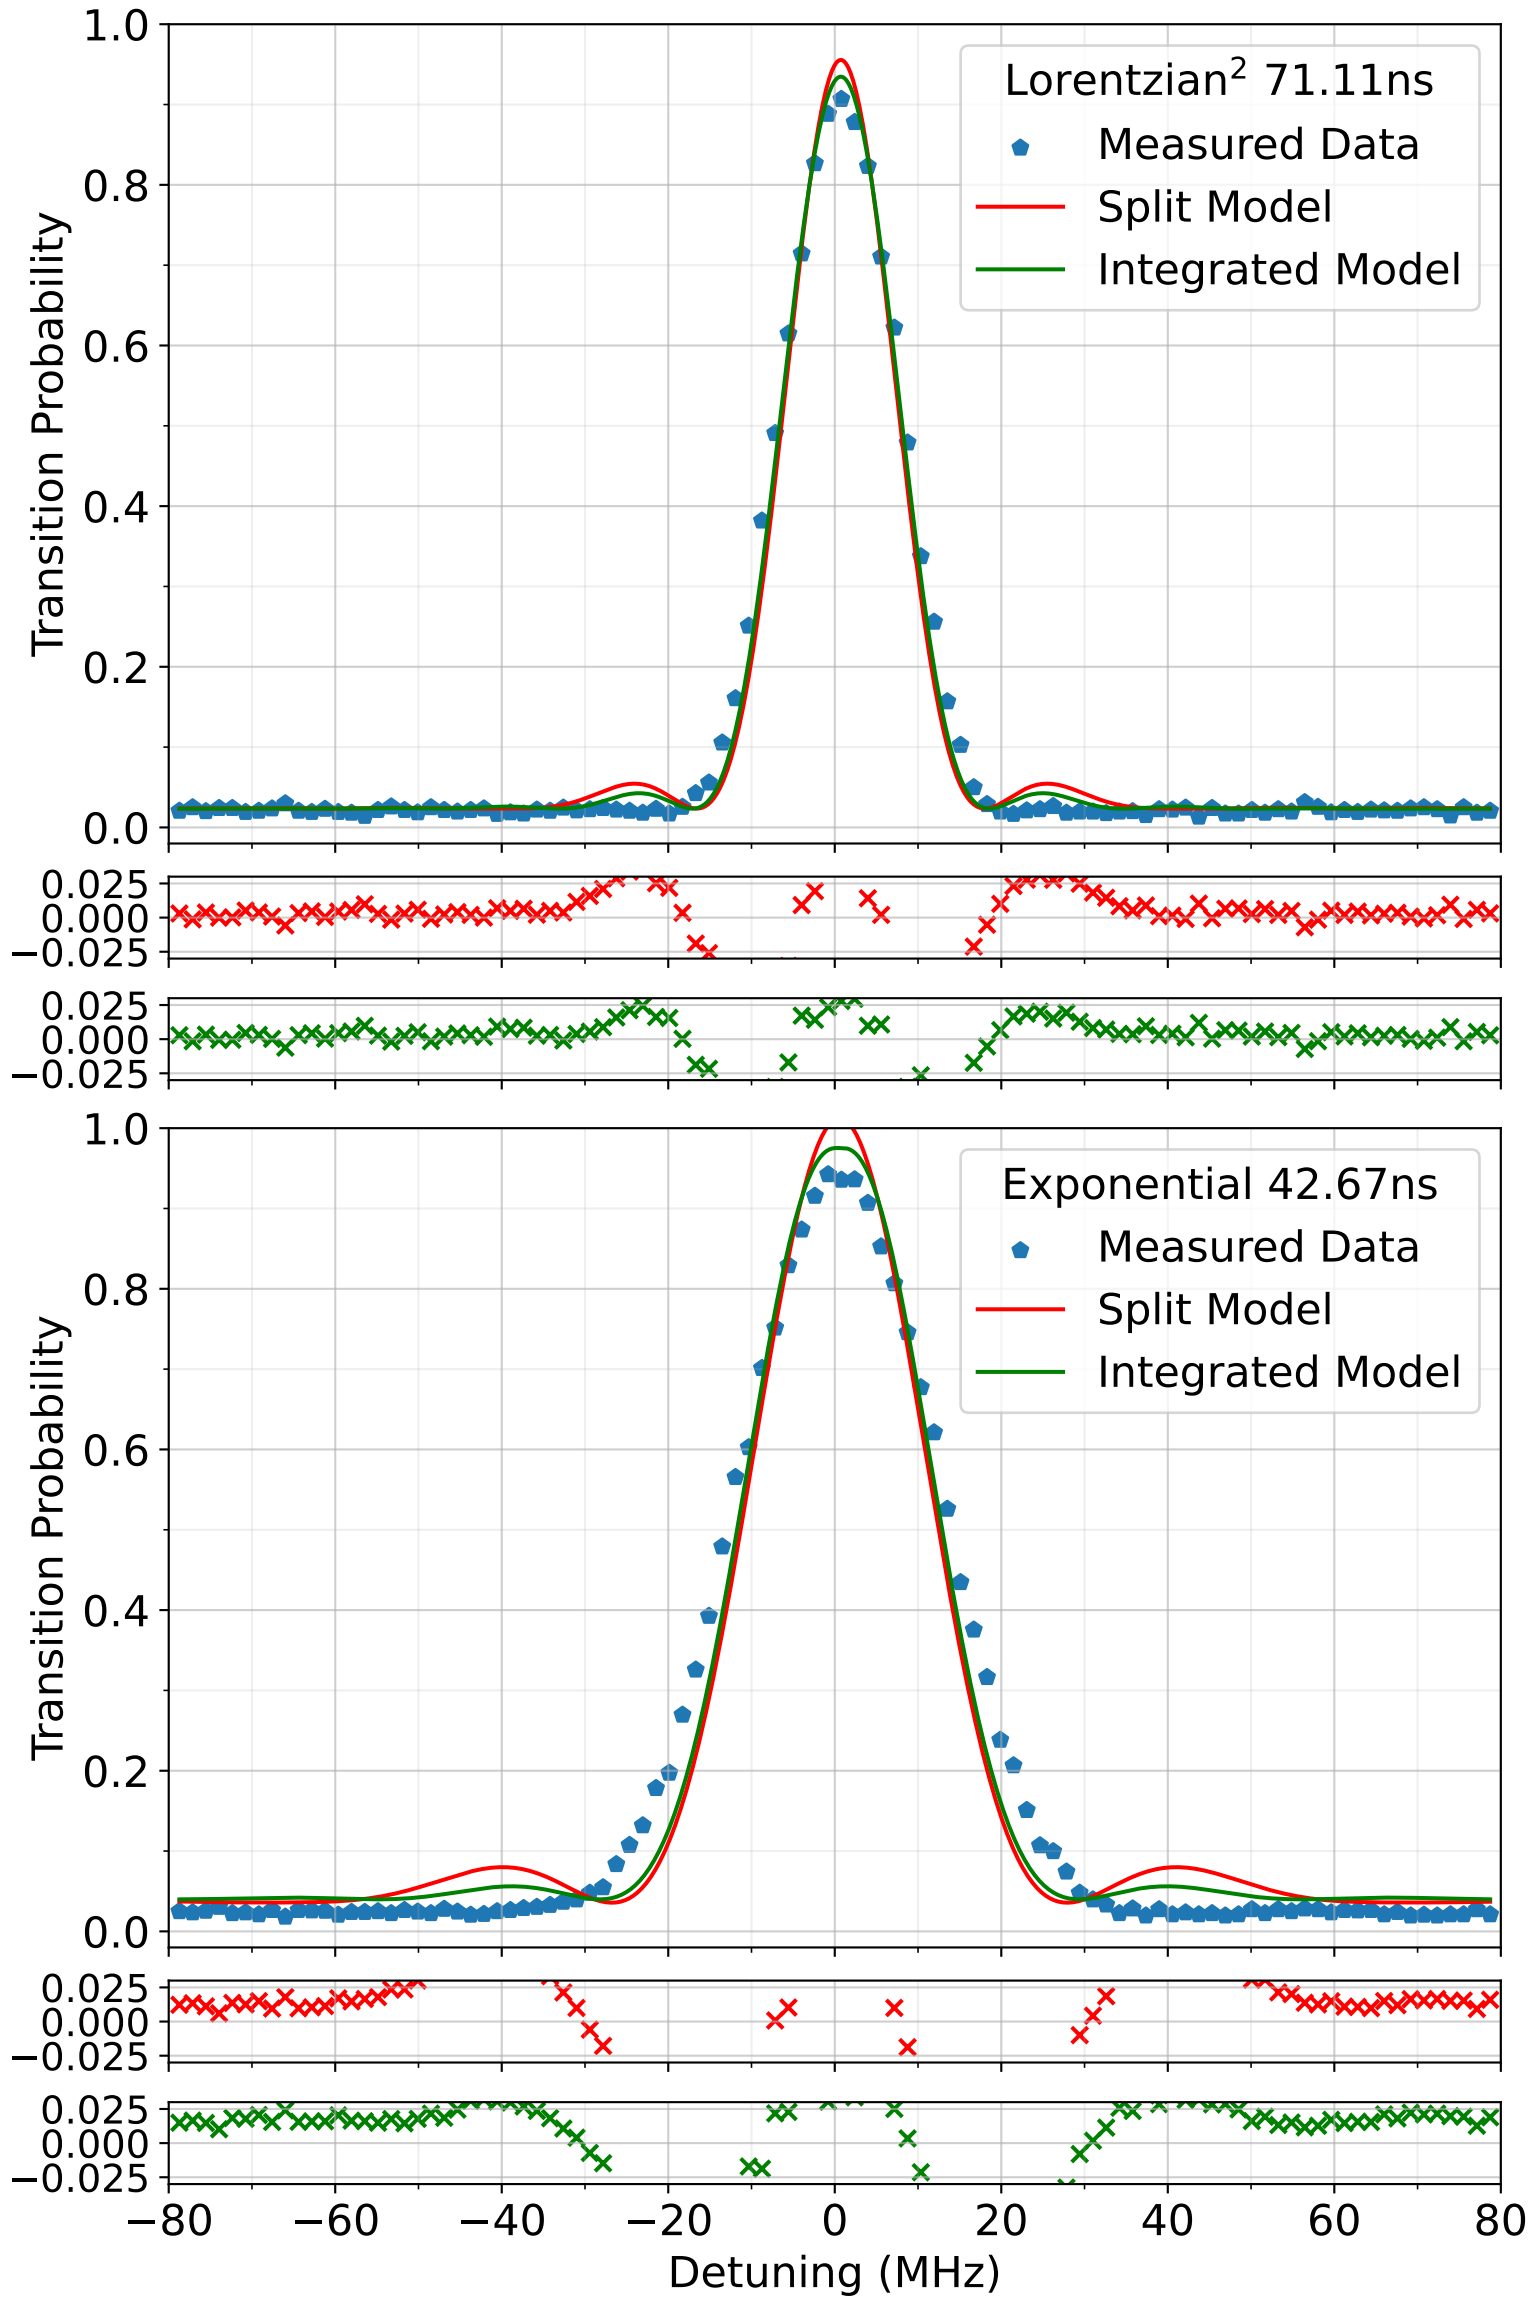 1.0
0.8
0.6
0.4
0.2
0.0
Transition Probability
Lorentzian² 71.11ns
Measured Data
Split Model
Integrated Model
0.025
0.000
−0.025
0.025
0.000
−0.025
1.0
0.8
0.6
0.4
0.2
0.0
Transition Probability
Exponential 42.67ns
Measured Data
Split Model
Integrated Model
0.025
0.000
−0.025
0.025
0.000
−0.025
−80 −60 −40 −20 0 20 40 60 80
Detuning (MHz)